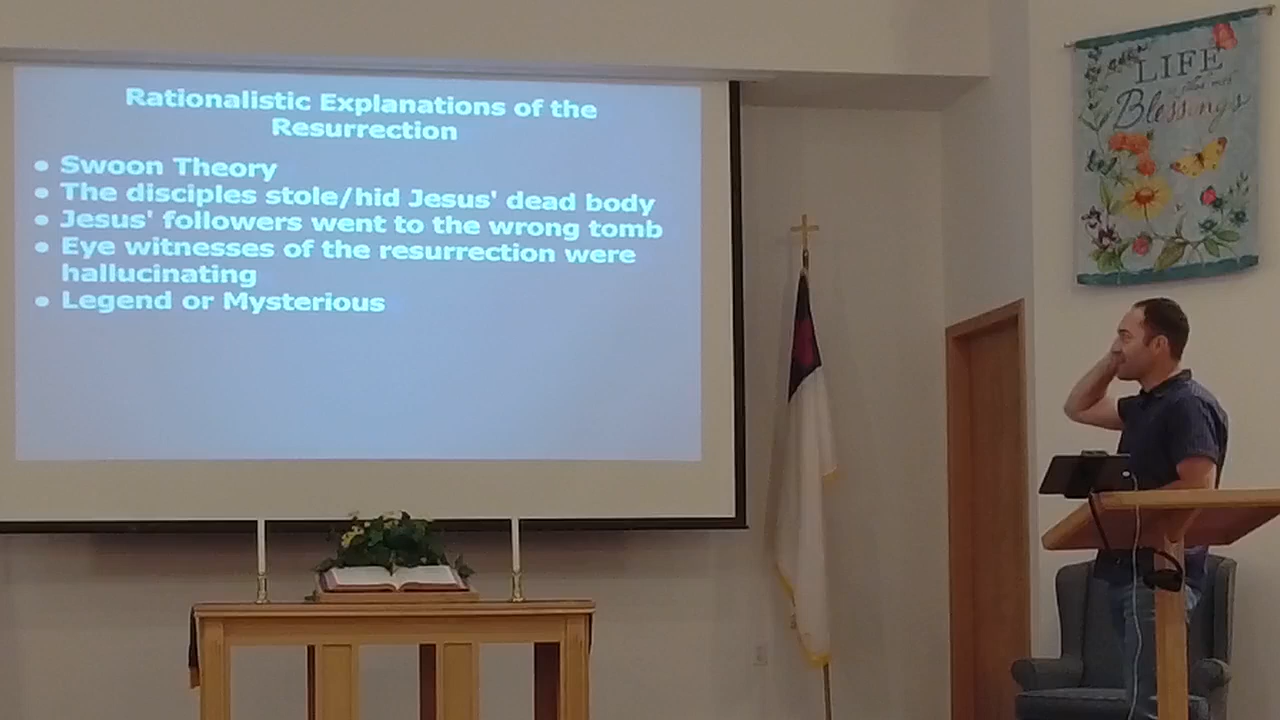 Rationalistic Explanations of the
Resurrection
● Swoon Theory
● The disciples stole/hid Jesus' dead body
● Jesus' followers went to the wrong tomb
● Eye witnesses of the resurrection were
hallucinating
● Legend or Mysterious
LIFE
Blessings